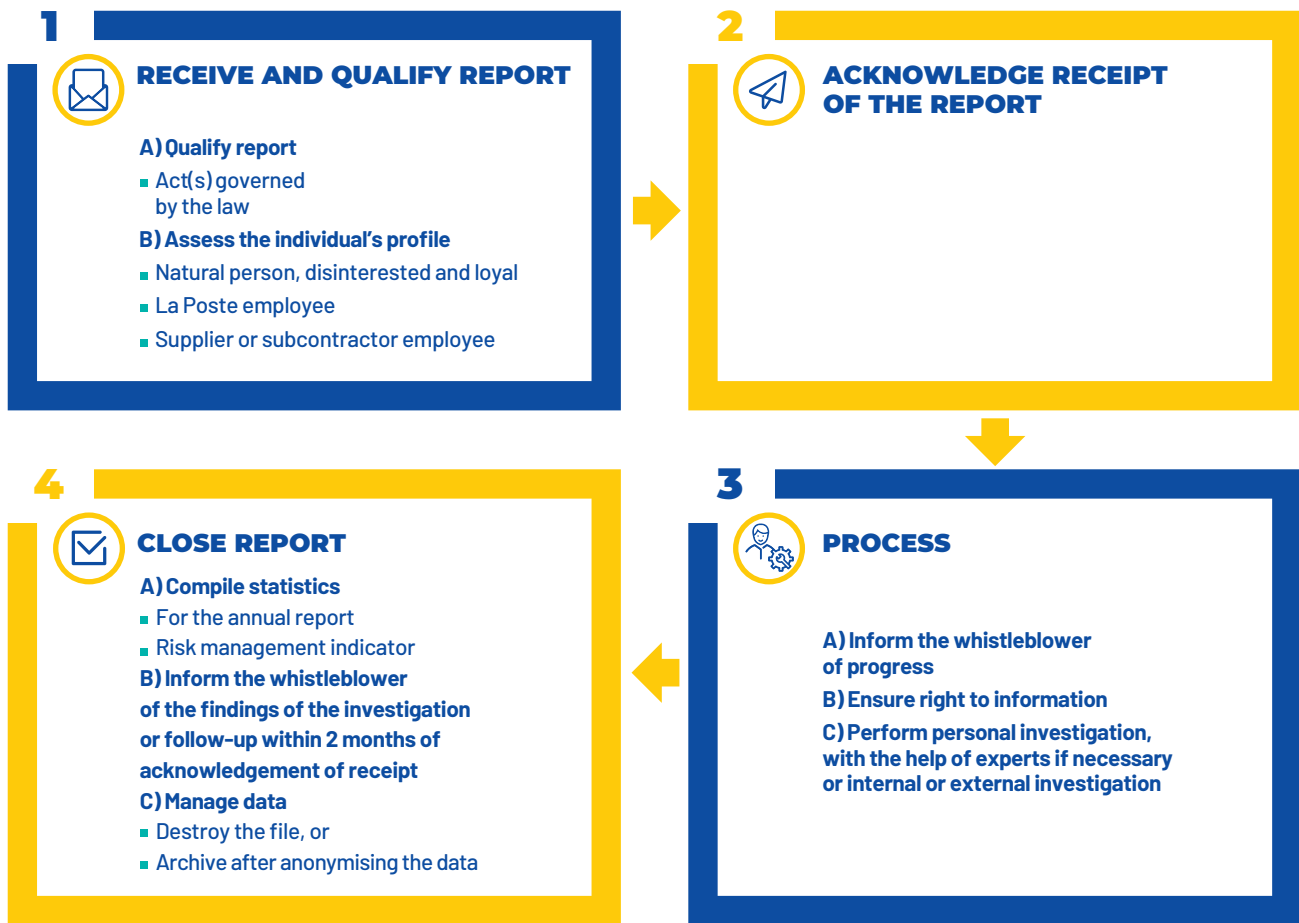 1
RECEIVE AND QUALIFY REPORT
A) Qualify report
Act(s) governed
by the law
B) Assess the individual's profile
Natural person, disinterested and loyal
La Poste employee
Supplier or subcontractor employee
2
ACKNOWLEDGE RECEIPT
OF THE REPORT
3
PROCESS
A) Inform the whistleblower
of progress
B) Ensure right to information
C) Perform personal investigation,
with the help of experts if necessary
or internal or external investigation
4
CLOSE REPORT
A) Compile statistics
For the annual report
Risk management indicator
B) Inform the whistleblower
of the findings of the investigation
or follow-up within 2 months of
acknowledgement of receipt
C) Manage data
Destroy the file, or
Archive after anonymising the data